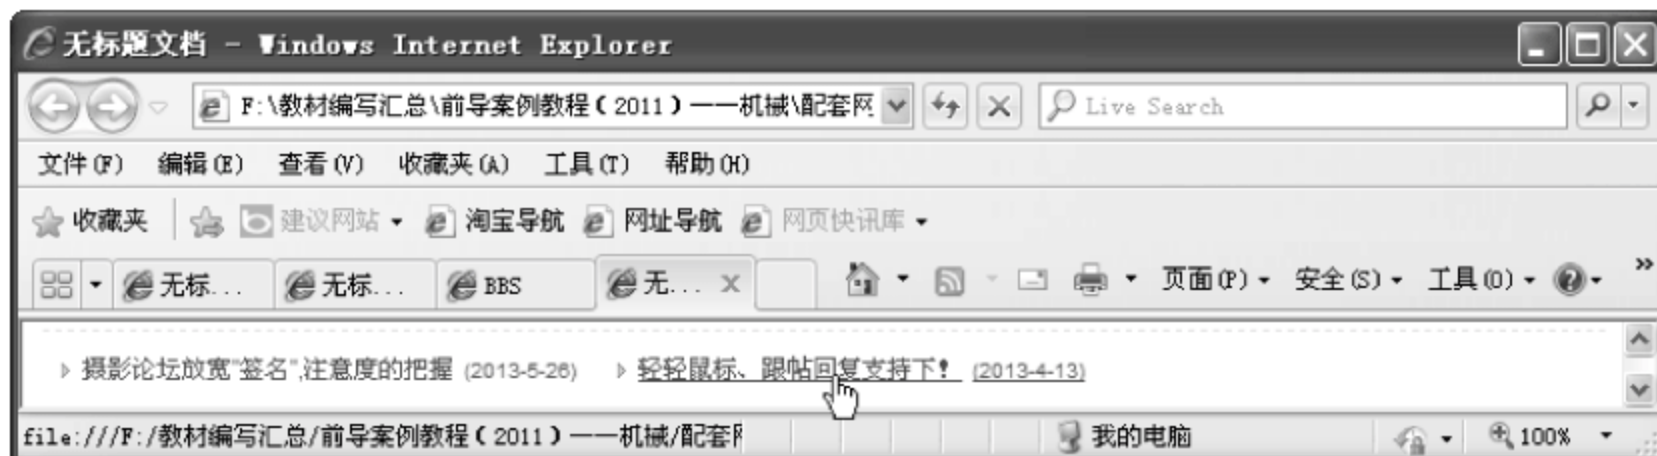 无标题文档 - Windows Internet Explorer
F:\教材编写汇总\前导案例教程(2011)——机械\配套网 Live Search
文件(F) 编辑(E) 查看(V) 收藏夹(A) 工具(T) 帮助(H)
收藏夹 建议网站 淘宝导航 网址导航 网页快讯库
无标... 无标... BBS 无... 页面(P) 安全(S) 工具(O) »
摄影论坛放宽"签名",注意度的把握 (2013-5-26) 轻轻鼠标、跟帖回复支持下! (2013-4-13)
file:///F:/教材编写汇总/前导案例教程(2011)——机械/配套 我的电脑 100%